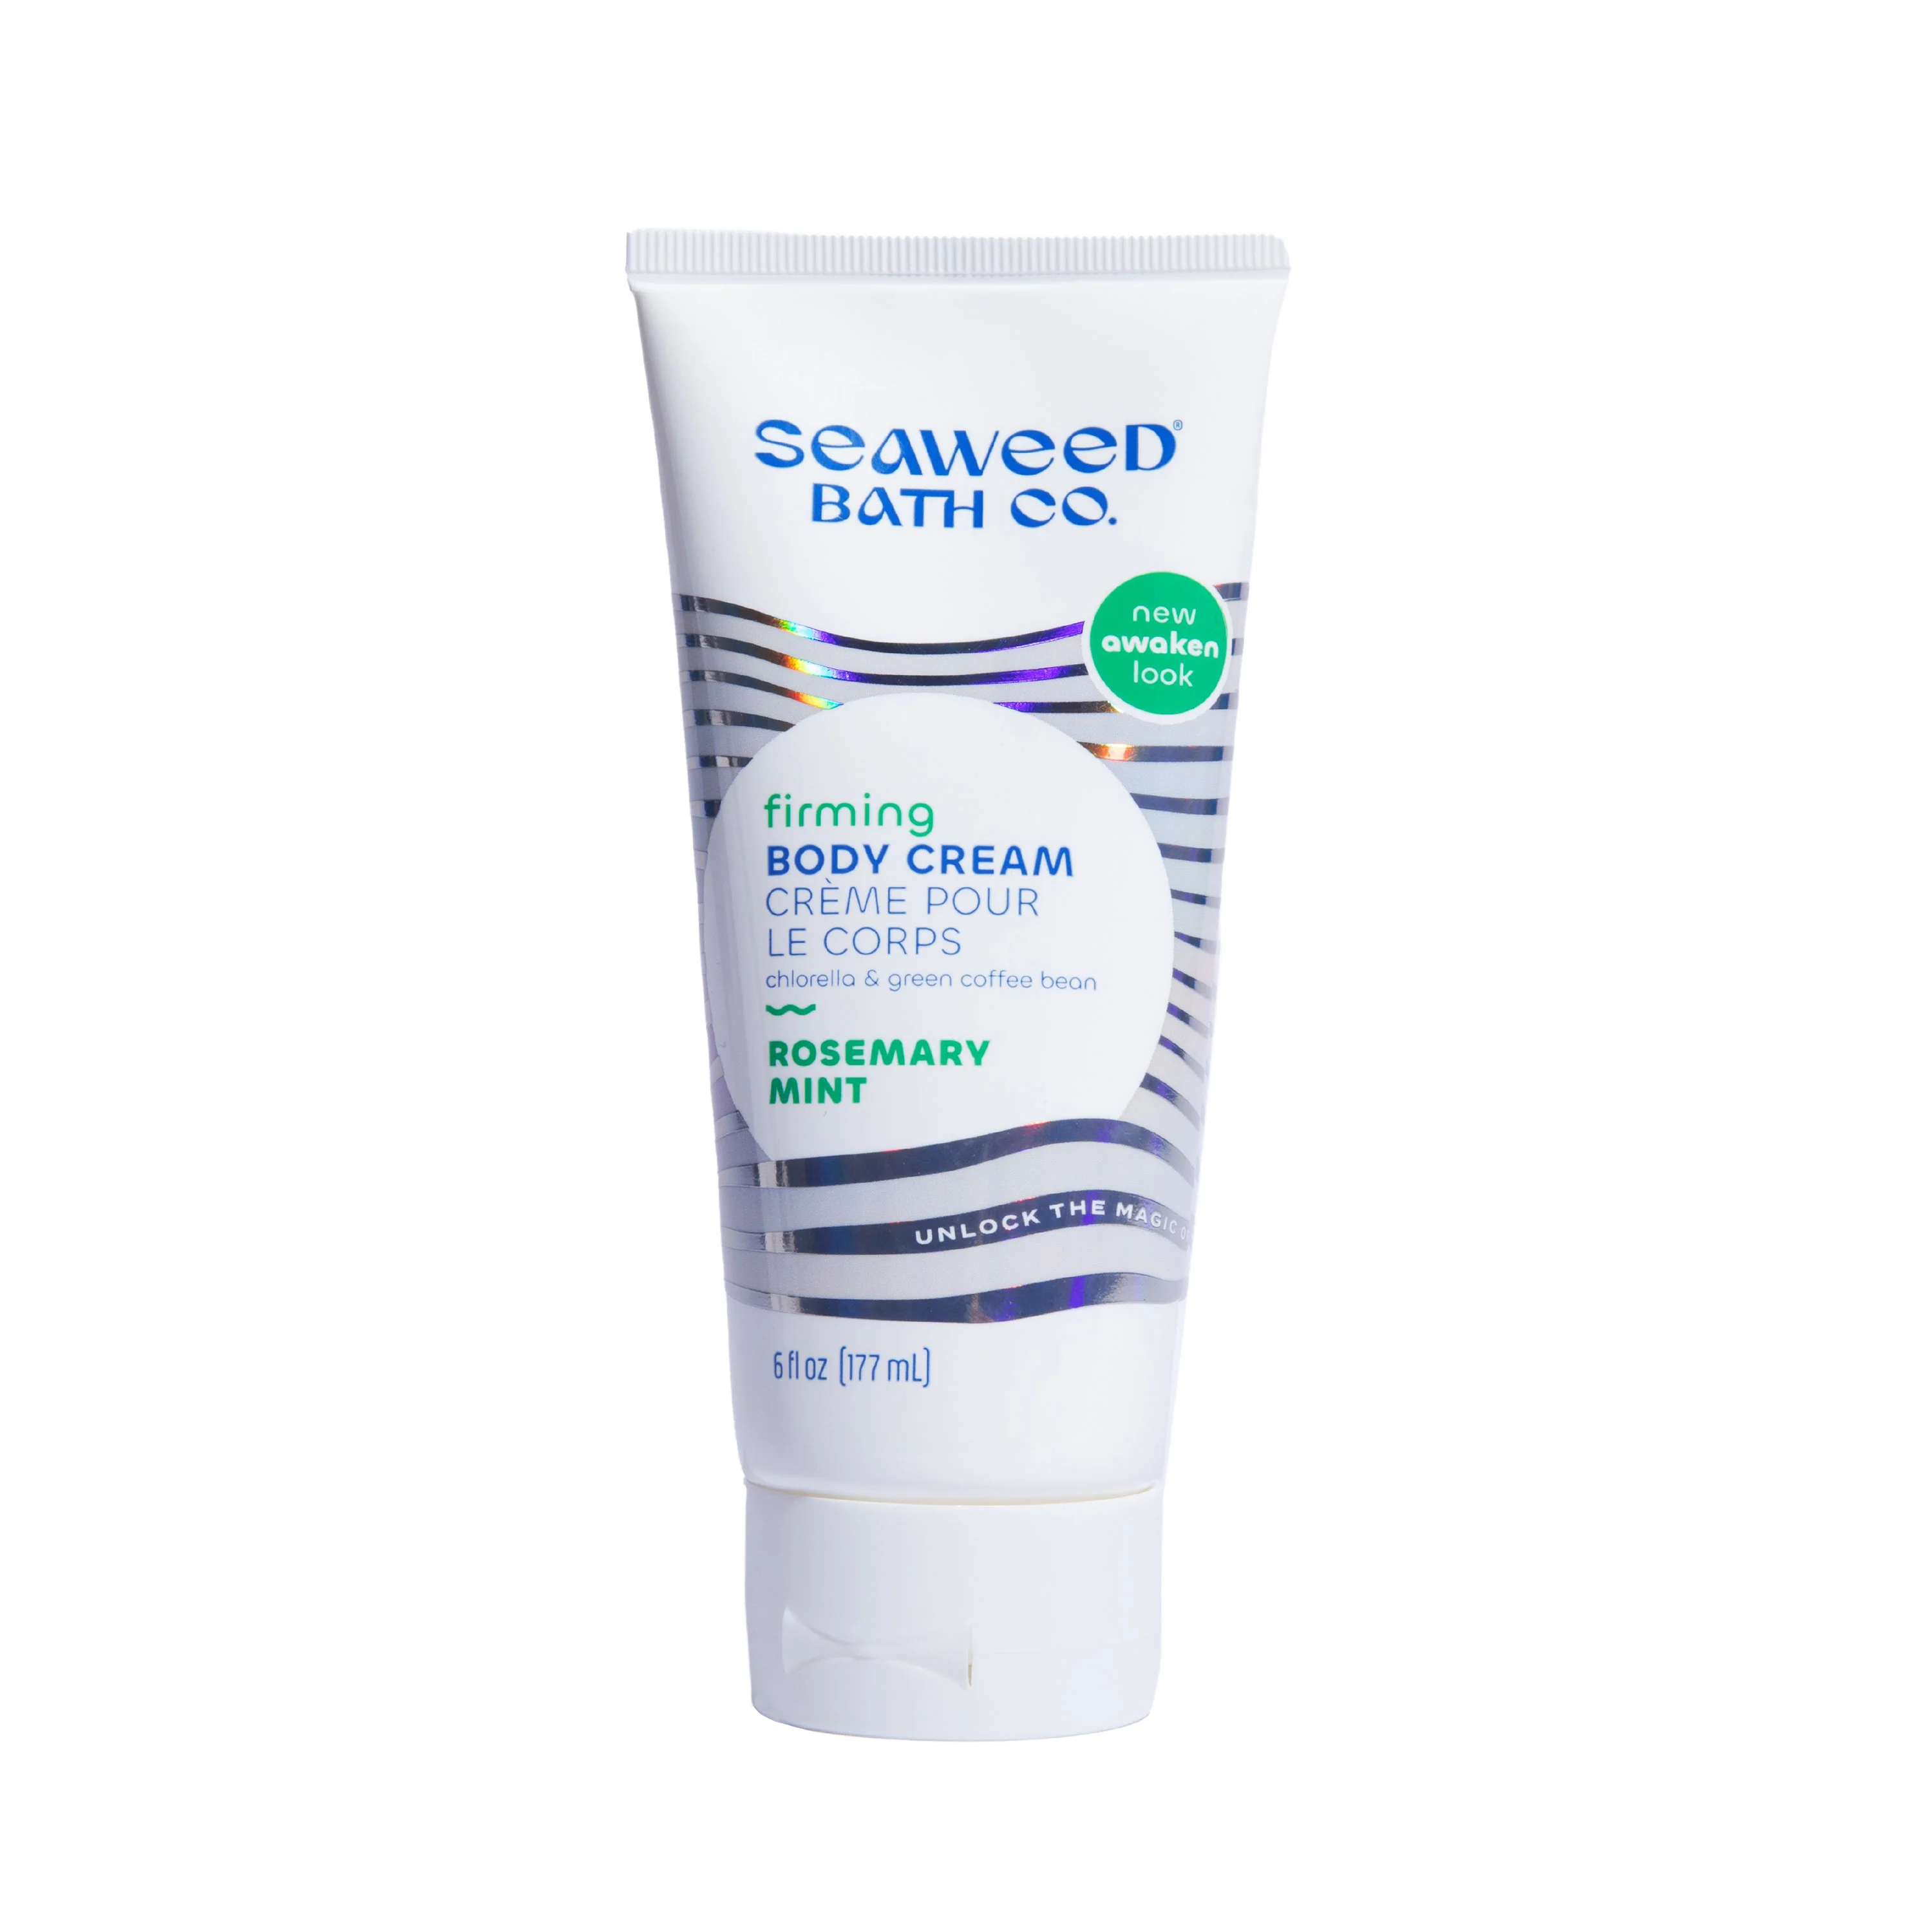 SEAWEED®
BATH CO.
new
awaken
look
firming
BODY CREAM
CRÈME POUR
LE CORPS
chlorella & green coffee bean
ROSEMARY
MINT
UNLOCK THE MAGIC
6 fl oz (177 mL)